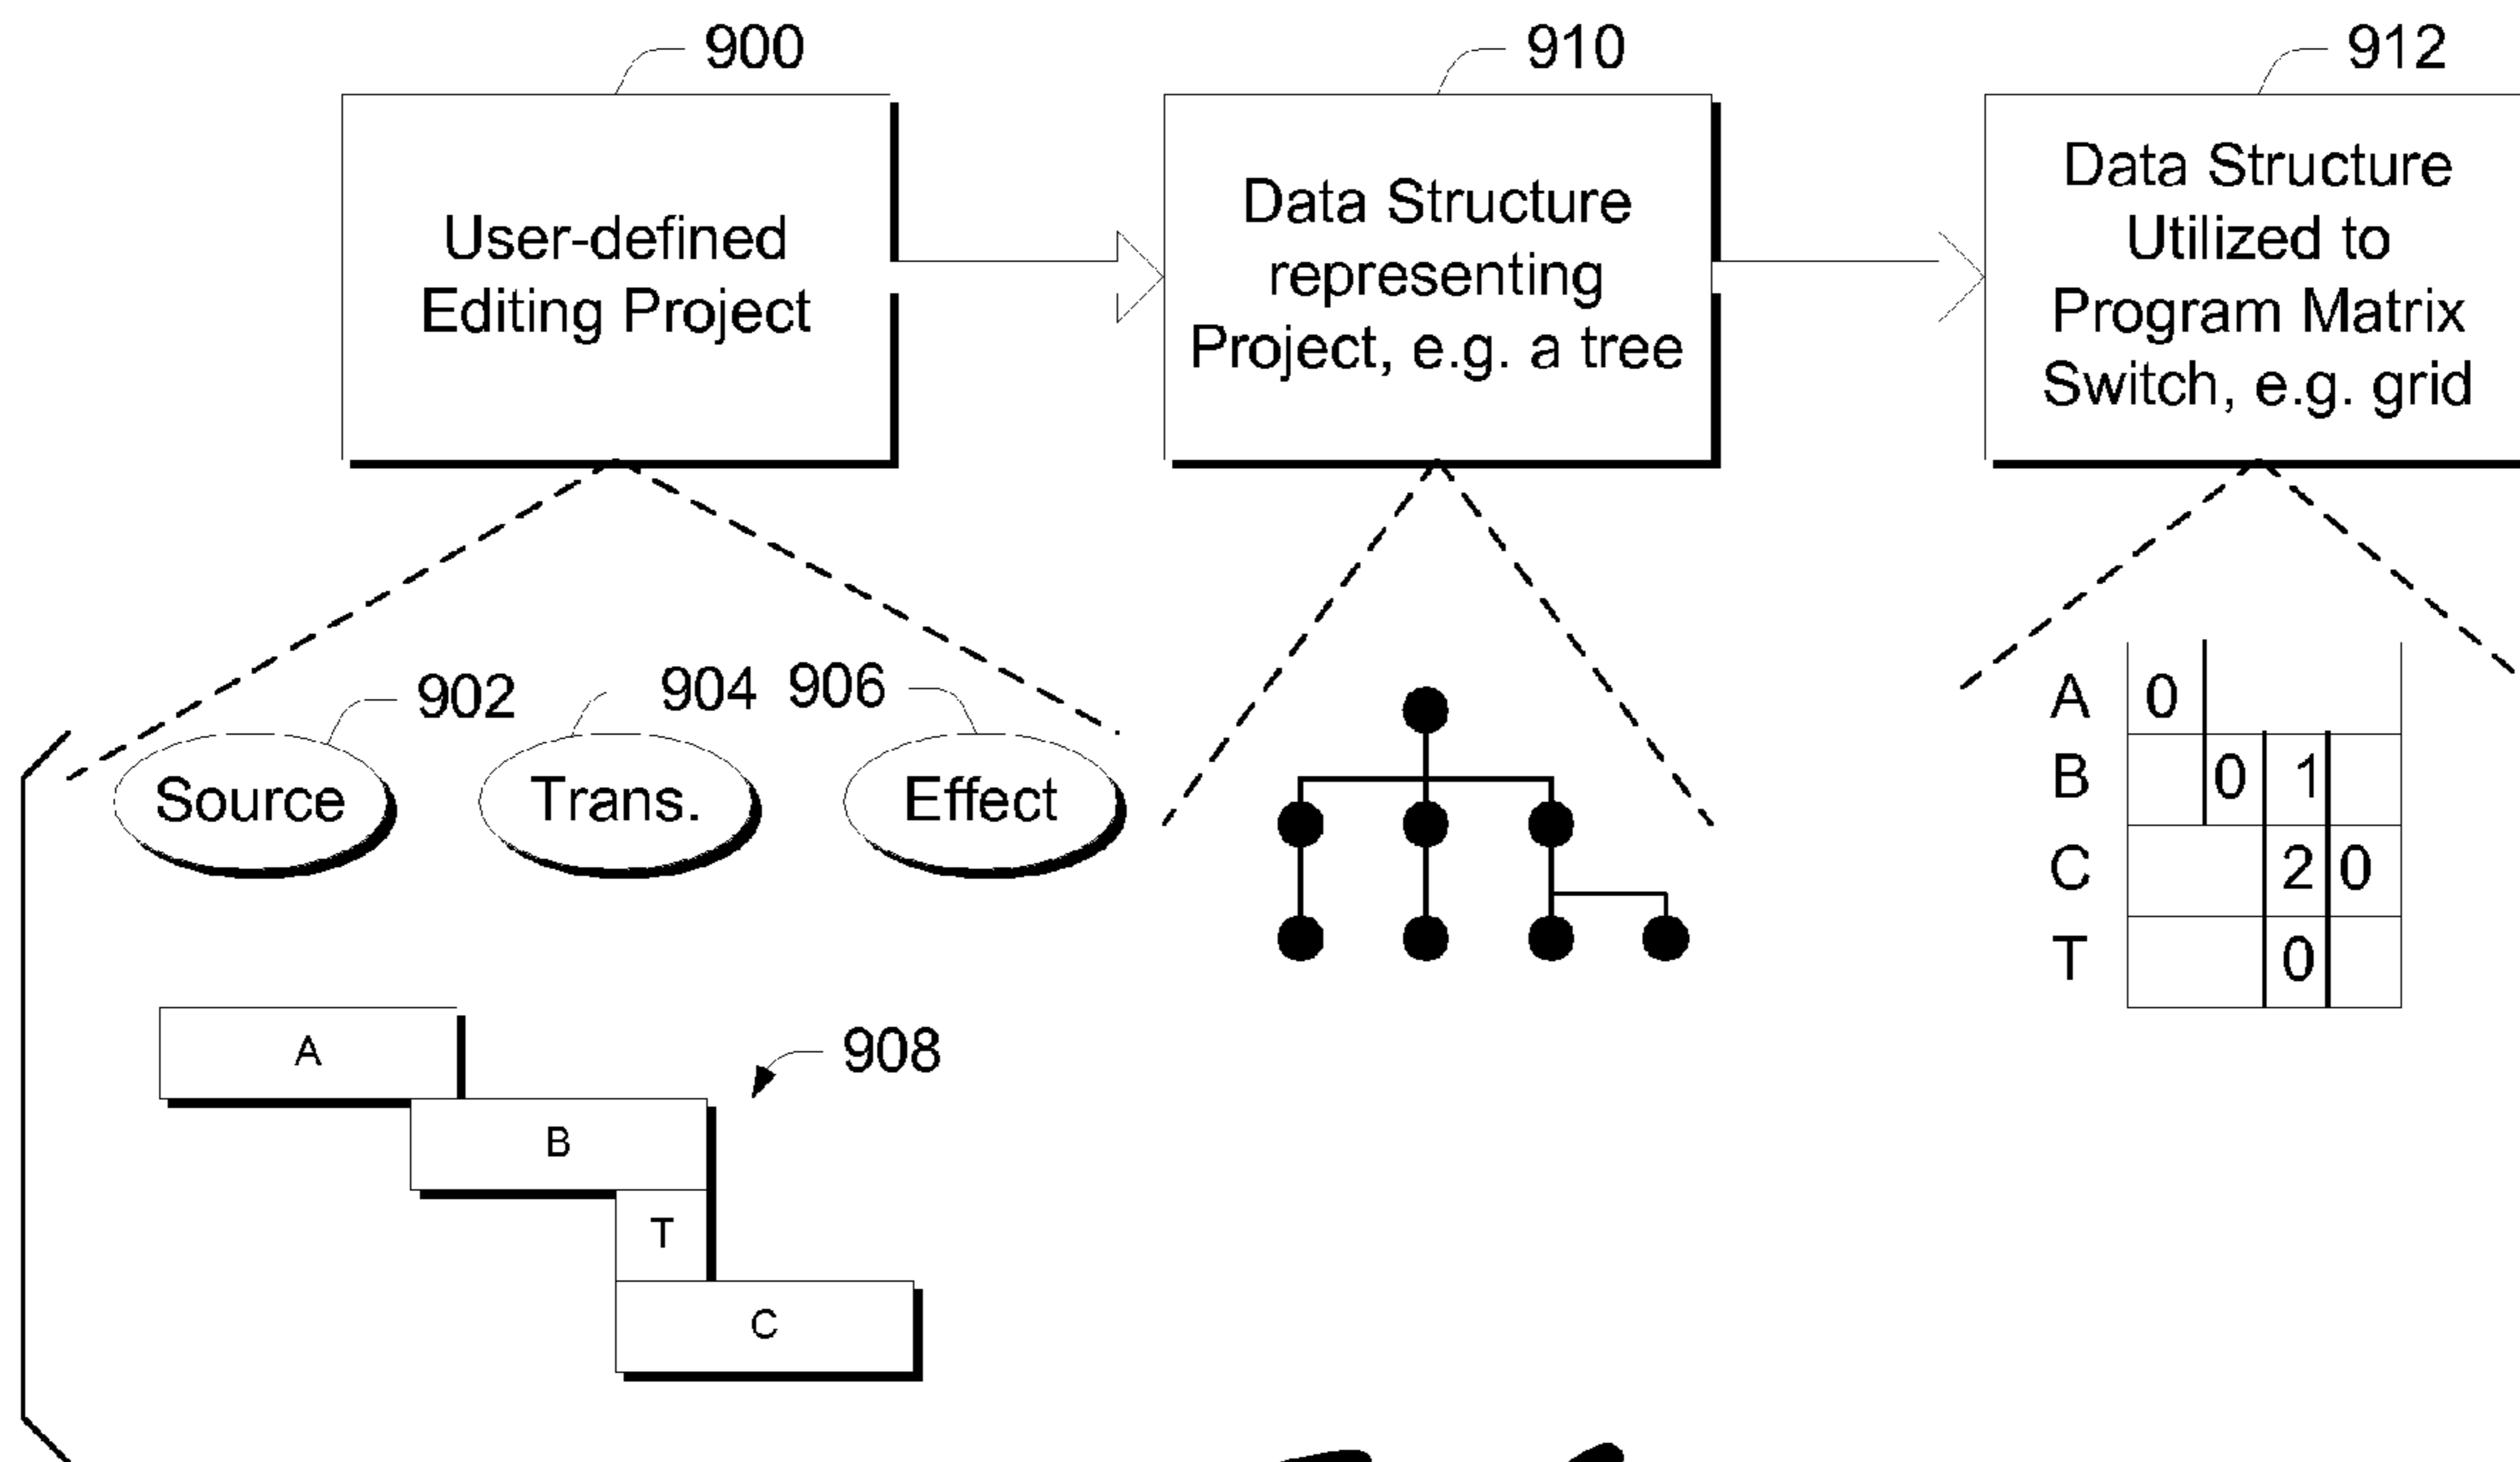 900
910
912
User-defined
Editing Project
Data Structure
representing
Project, e.g. a tree
Data Structure
Utilized to
Program Matrix
Switch, e.g. grid
902
904
906
Source
Trans.
Effect
A
B
T
C
908
A 0
B 0 1
C 2 0
T 0